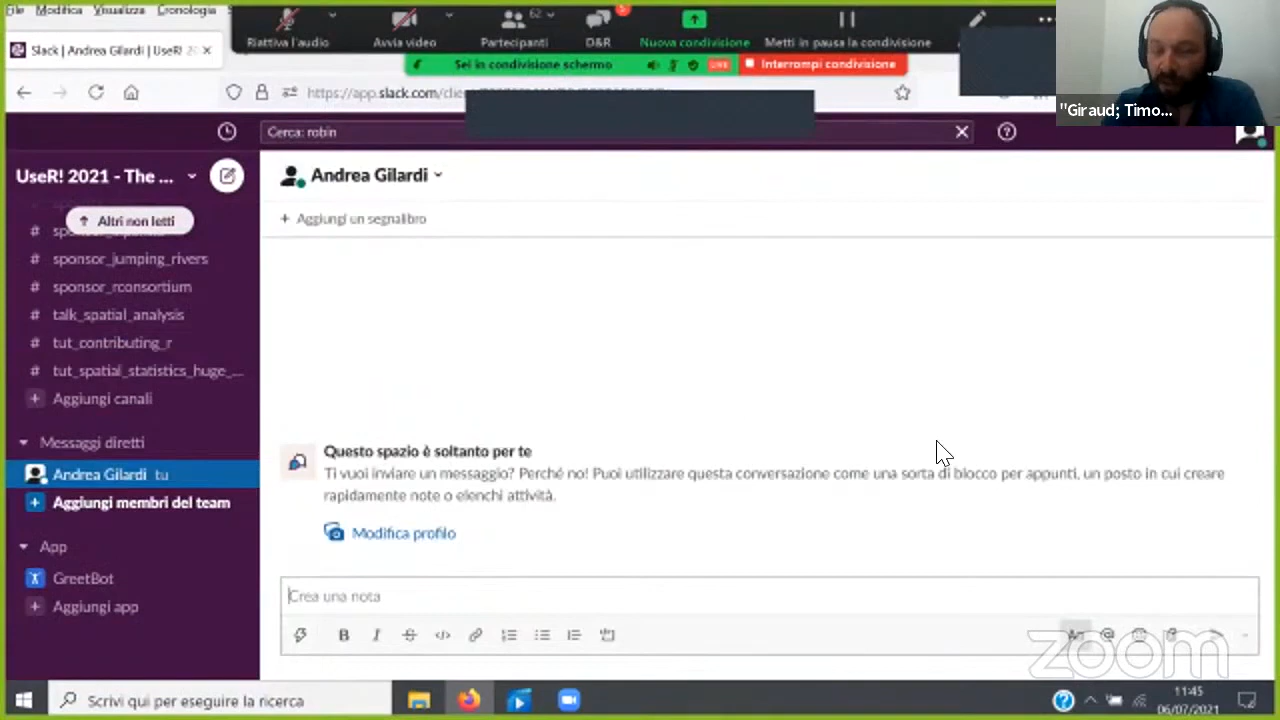 File Modifica Visualizza Cronologia
Riattiva l'audio
Avvia video
Partecipanti
62
D&R
5
Nuova condivisione
Metti in pausa la condivisione
Slack | Andrea Gilardi | UseR! 20
Sei in condivisione schermo
LIVE
Interrompi condivisione
"Giraud; Timo...
https://app.slack.com/clie
Cerca: robin
UseR! 2021 - The ...
Andrea Gilardi
Altri non letti
Aggiungi un segnalibro
# sponsor_jumping_rivers
# sponsor_rconsortium
# talk_spatial_analysis
# tut_contributing_r
# tut_spatial_statistics_huge_...
+ Aggiungi canali
Messaggi diretti
Andrea Gilardi tu
+ Aggiungi membri del team
App
GreetBot
+ Aggiungi app
Questo spazio è soltanto per te
Ti vuoi inviare un messaggio? Perché no! Puoi utilizzare questa conversazione come una sorta di blocco per appunti, un posto in cui creare
rapidamente note o elenchi attività.
Modifica profilo
Crea una nota
zoom
Scrivi qui per eseguire la ricerca
11:45
06/07/2021